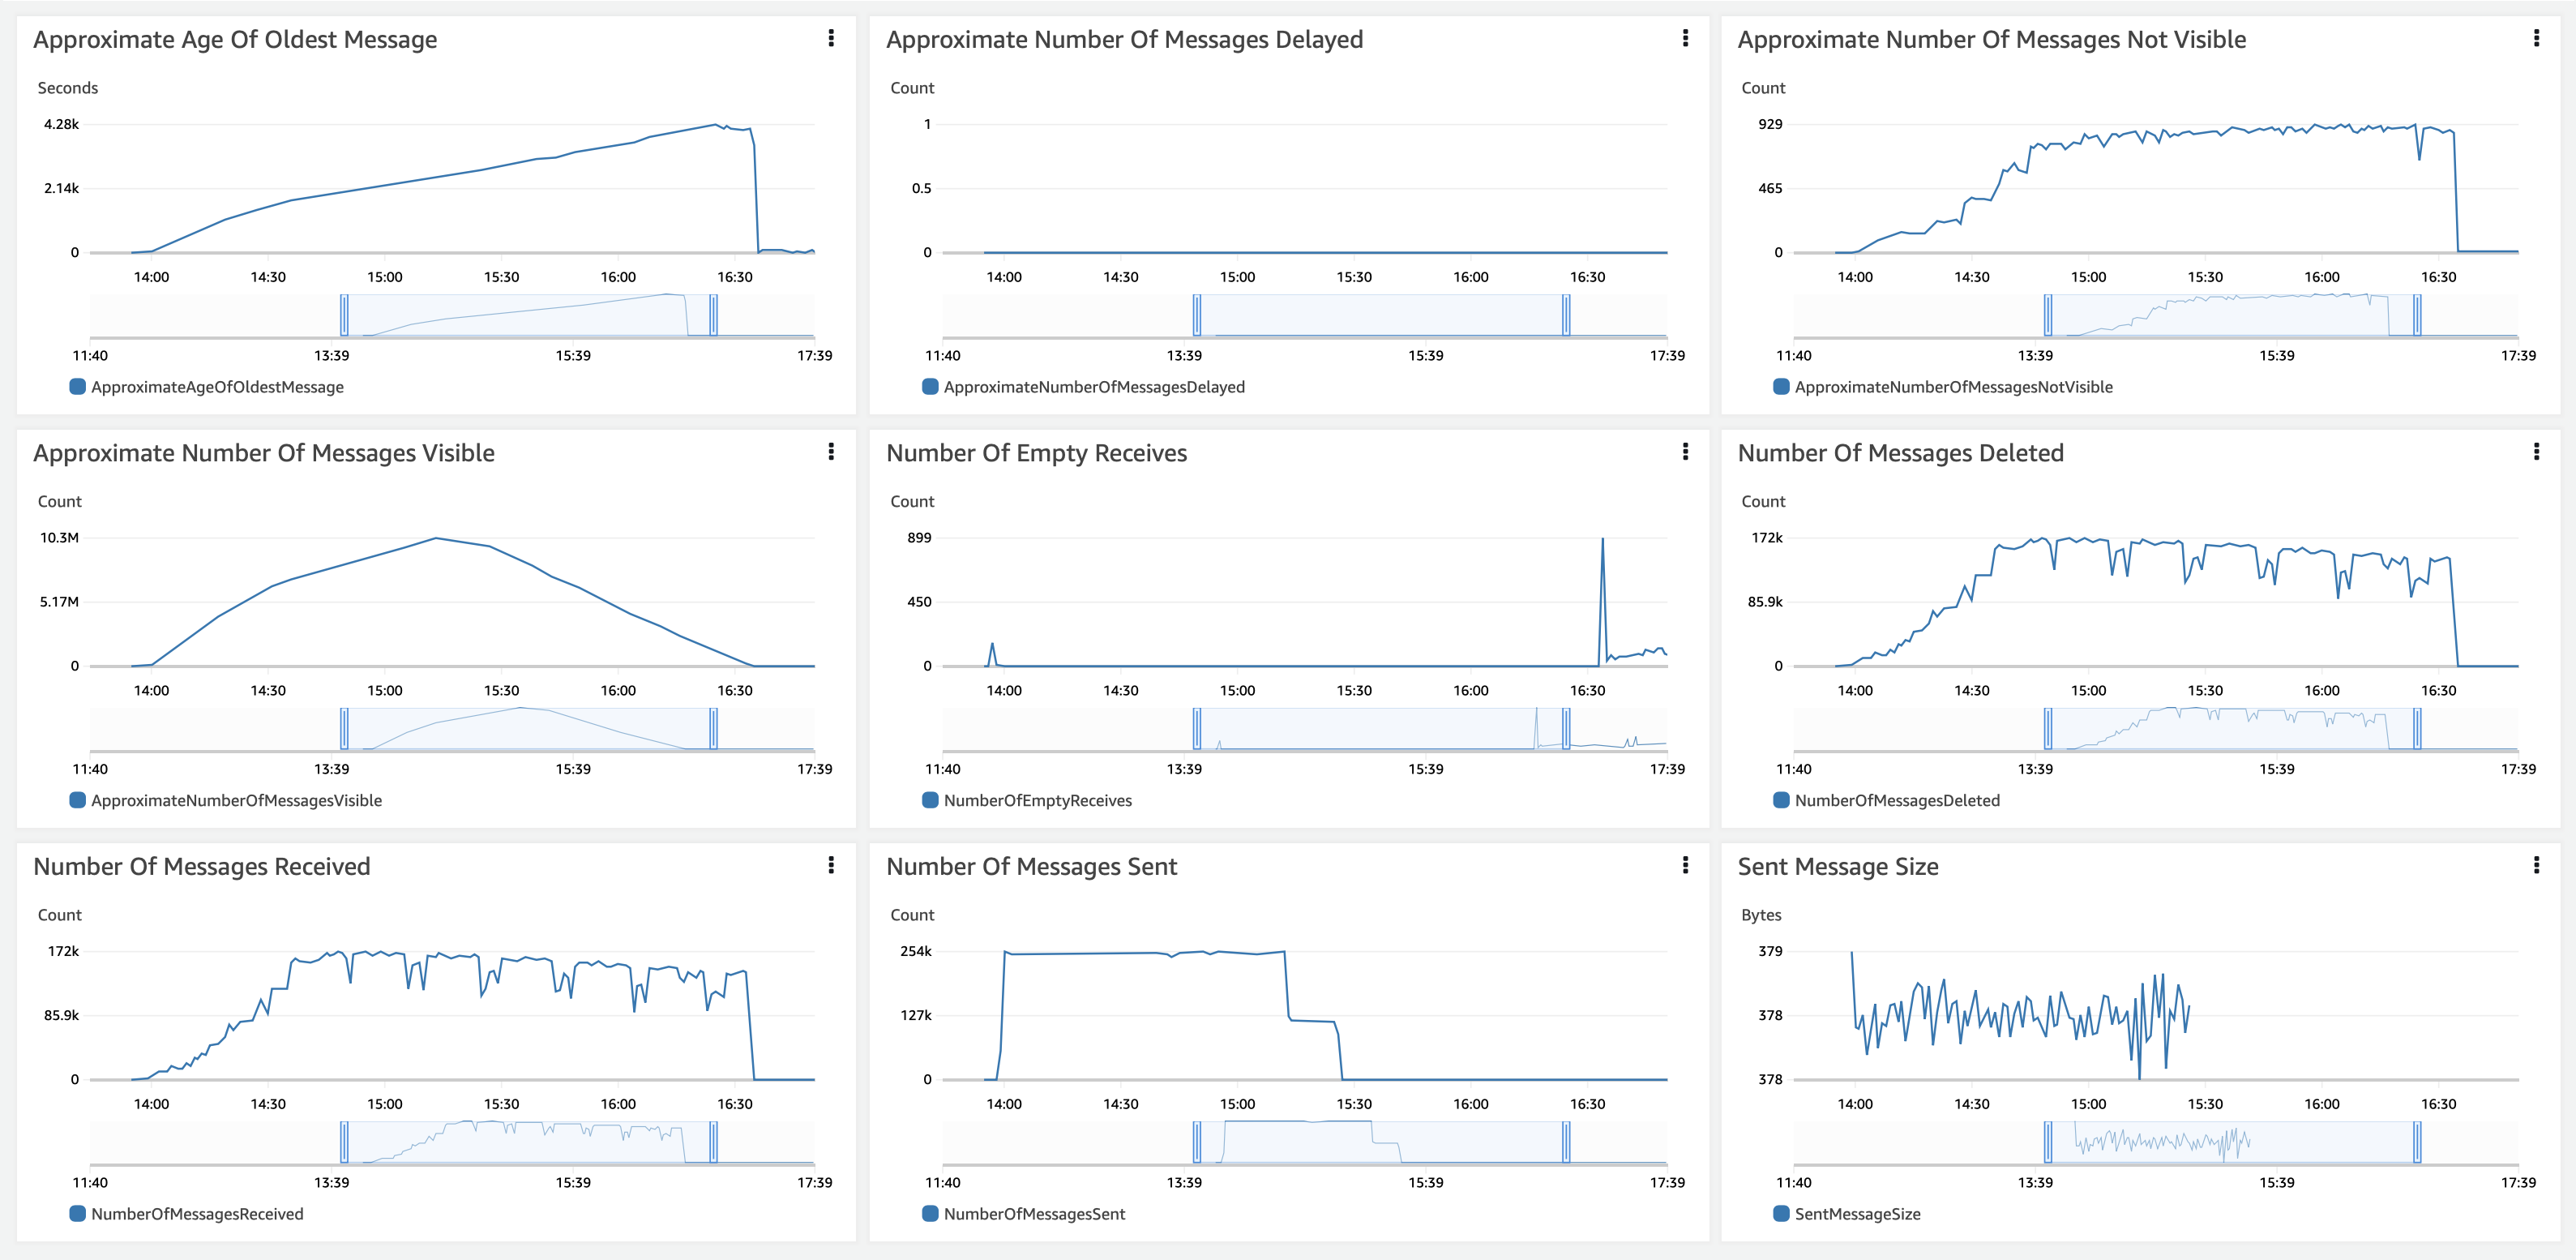 Approximate Age Of Oldest Message
Seconds
4.28k
2.14k
0
14:00 14:30 15:00 15:30 16:00 16:30
11:40 13:39 15:39 17:39
ApproximateAgeOfOldestMessage
Approximate Number Of Messages Delayed
Count
1
0.5
0
14:00 14:30 15:00 15:30 16:00 16:30
11:40 13:39 15:39 17:39
ApproximateNumberOfMessagesDelayed
Approximate Number Of Messages Not Visible
Count
929
465
0
14:00 14:30 15:00 15:30 16:00 16:30
11:40 13:39 15:39 17:39
ApproximateNumberOfMessagesNotVisible
Approximate Number Of Messages Visible
Count
10.3M
5.17M
0
14:00 14:30 15:00 15:30 16:00 16:30
11:40 13:39 15:39 17:39
ApproximateNumberOfMessagesVisible
Number Of Empty Receives
Count
899
450
0
14:00 14:30 15:00 15:30 16:00 16:30
11:40 13:39 15:39 17:39
NumberOfEmptyReceives
Number Of Messages Deleted
Count
172k
85.9k
0
14:00 14:30 15:00 15:30 16:00 16:30
11:40 13:39 15:39 17:39
NumberOfMessagesDeleted
Number Of Messages Received
Count
172k
85.9k
0
14:00 14:30 15:00 15:30 16:00 16:30
11:40 13:39 15:39 17:39
NumberOfMessagesReceived
Number Of Messages Sent
Count
254k
127k
0
14:00 14:30 15:00 15:30 16:00 16:30
11:40 13:39 15:39 17:39
NumberOfMessagesSent
Sent Message Size
Bytes
379
378
378
14:00 14:30 15:00 15:30 16:00 16:30
11:40 13:39 15:39 17:39
SentMessageSize